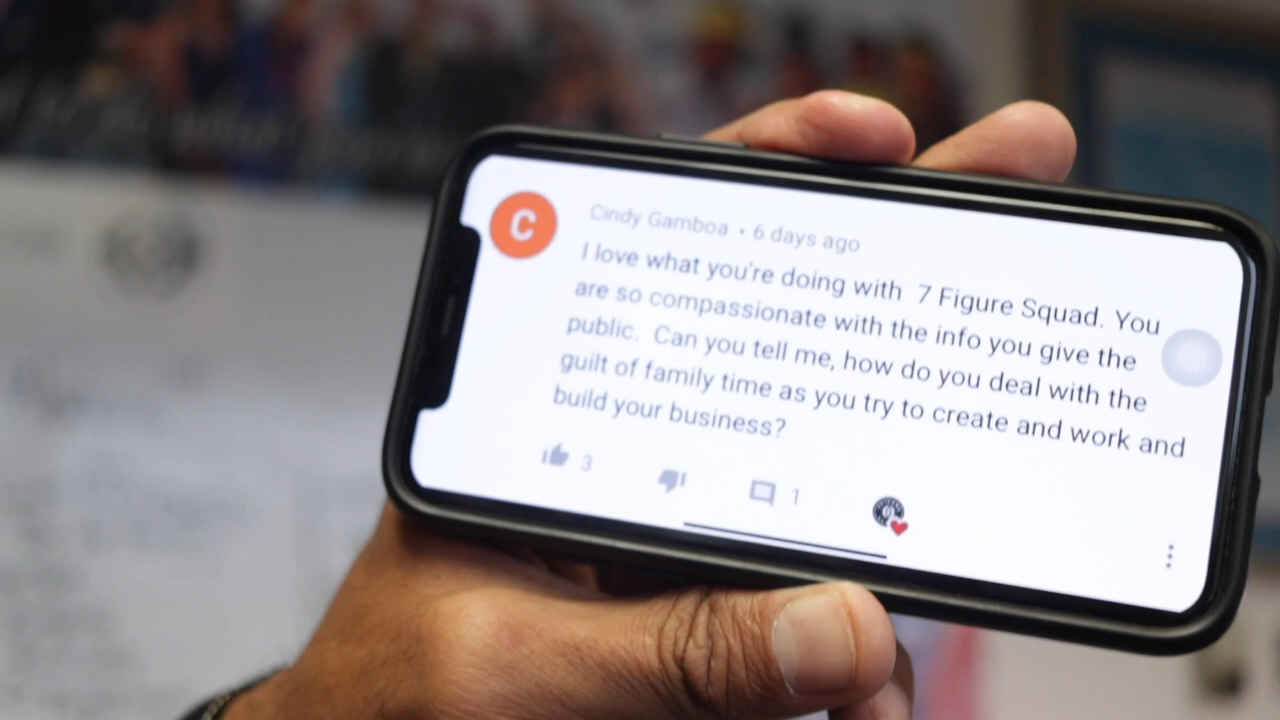 C
Cindy Gamboa • 6 days ago
I love what you're doing with  7 Figure Squad. You
are so compassionate with the info you give the
public.  Can you tell me, how do you deal with the
guilt of family time as you try to create and work and
build your business?
3
1